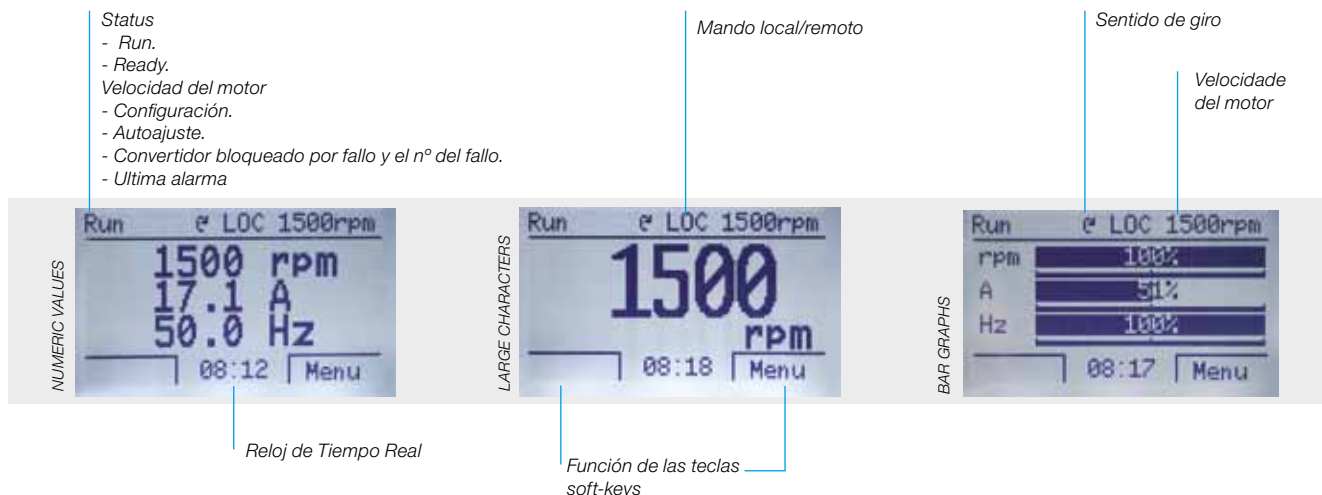 Status
- Run.
- Ready.
Velocidad del motor
- Configuración.
- Autoajuste.
- Convertidor bloqueado por fallo y el nº del fallo.
- Ultima alarma
Mando local/remoto
Sentido de giro
Velocidade
del motor
NUMERIC VALUES
Run LOC 1500rpm
1500 rpm
17.1 A
50.0 Hz
08:12 Menu
LARGE CHARACTERS
Run LOC 1500rpm
1500
rpm
08:18 Menu
BAR GRAPHS
Run LOC 1500rpm
rpm 100%
A 51%
Hz 100%
08:17 Menu
Reloj de Tiempo Real
Función de las teclas
soft-keys